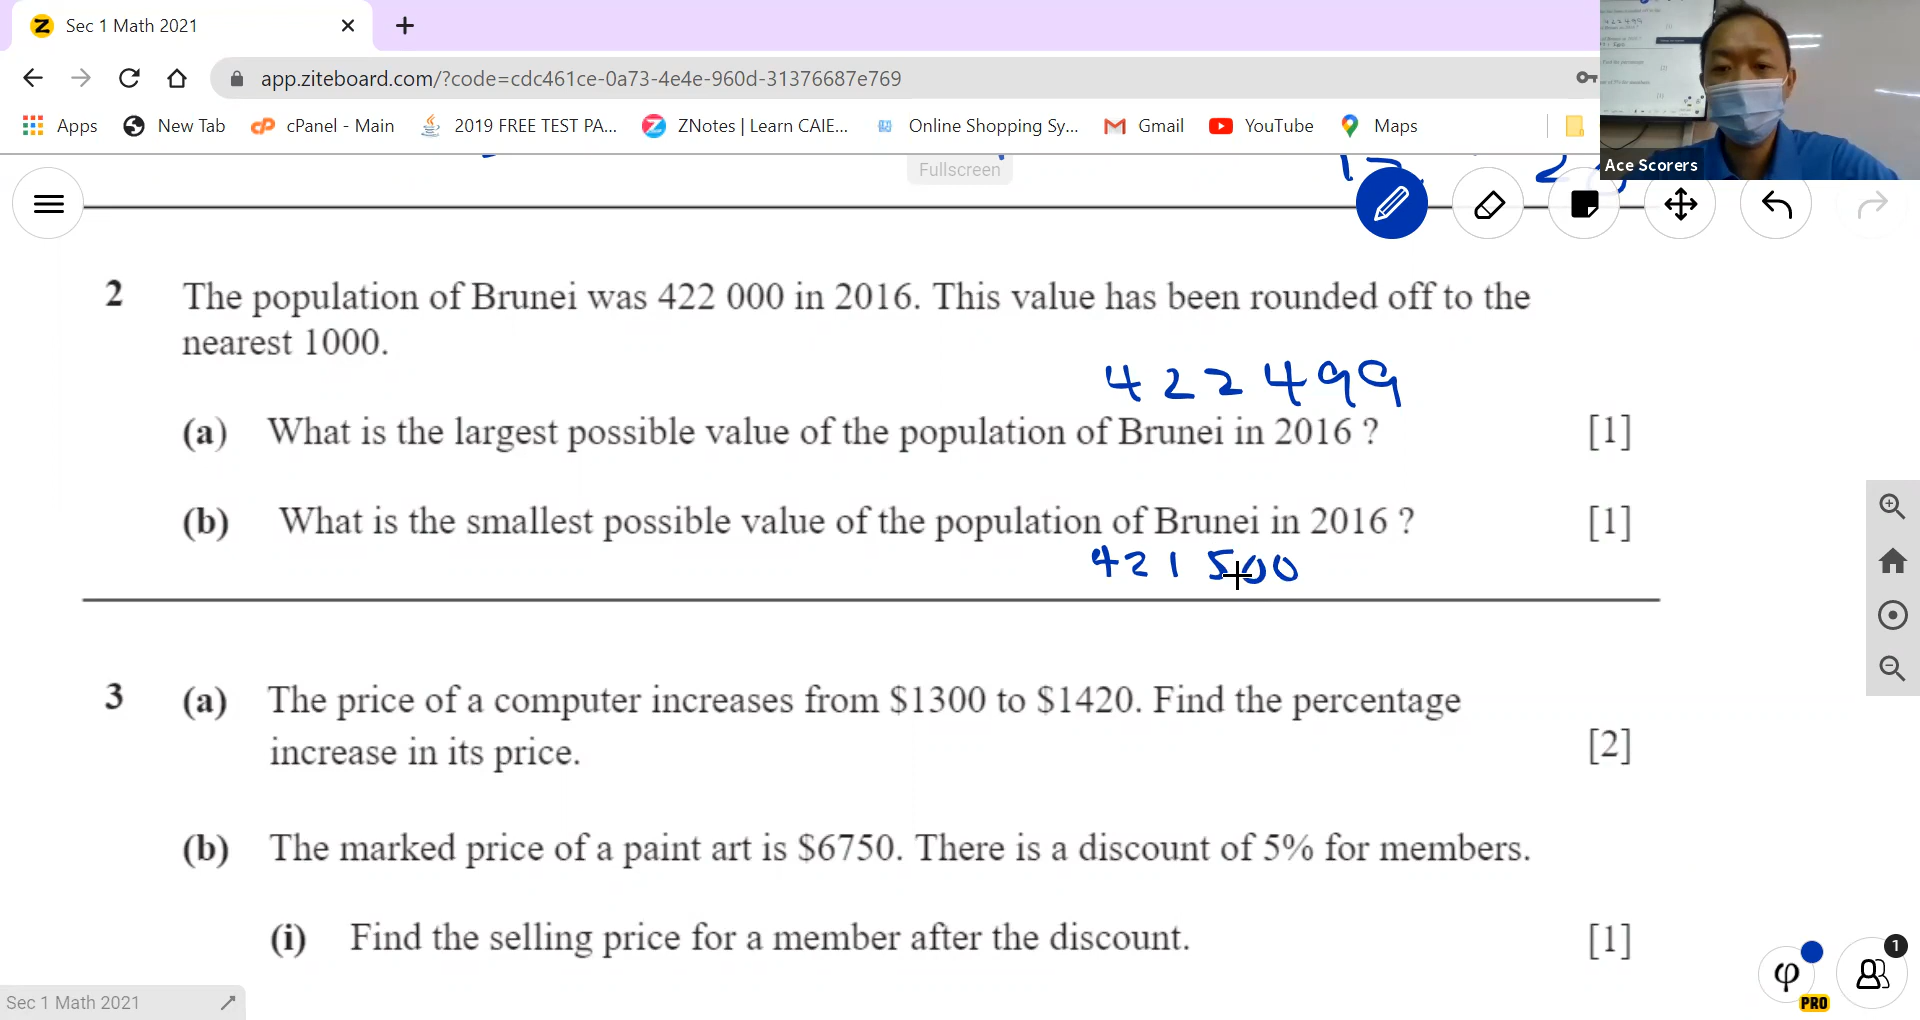 Sec 1 Math 2021
app.ziteboard.com/?code=cdc461ce-0a73-4e4e-960d-31376687e769
Apps New Tab cPanel - Main 2019 FREE TEST PA... ZNotes | Learn CAIE... Online Shopping Sy... Gmail YouTube Maps
Ace Scorers
Fullscreen
2 The population of Brunei was 422 000 in 2016. This value has been rounded off to the
nearest 1000.
422 499
(a) What is the largest possible value of the population of Brunei in 2016 ? [1]
(b) What is the smallest possible value of the population of Brunei in 2016 ? [1]
421 500
3 (a) The price of a computer increases from $1300 to $1420. Find the percentage
increase in its price. [2]
(b) The marked price of a paint art is $6750. There is a discount of 5% for members.
(i) Find the selling price for a member after the discount. [1]
Sec 1 Math 2021
φ PRO
1